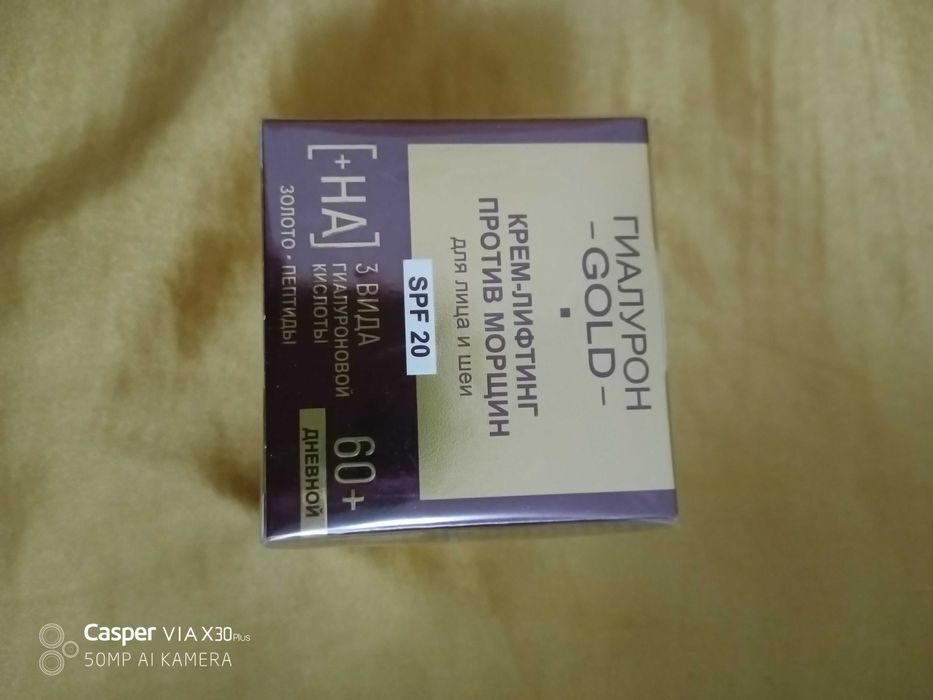 ГИАЛУРОН
– GOLD –
КРЕМ-ЛИФТИНГ
ПРОТИВ МОРЩИН
для лица и шеи
SPF 20
[+HA]
3 ВИДА
ГИАЛУРОНОВОЙ
КИСЛОТЫ
ЗОЛОТО · ПЕПТИДЫ
60+
ДНЕВНОЙ
Casper VIA X30 Plus
50MP AI KAMERA